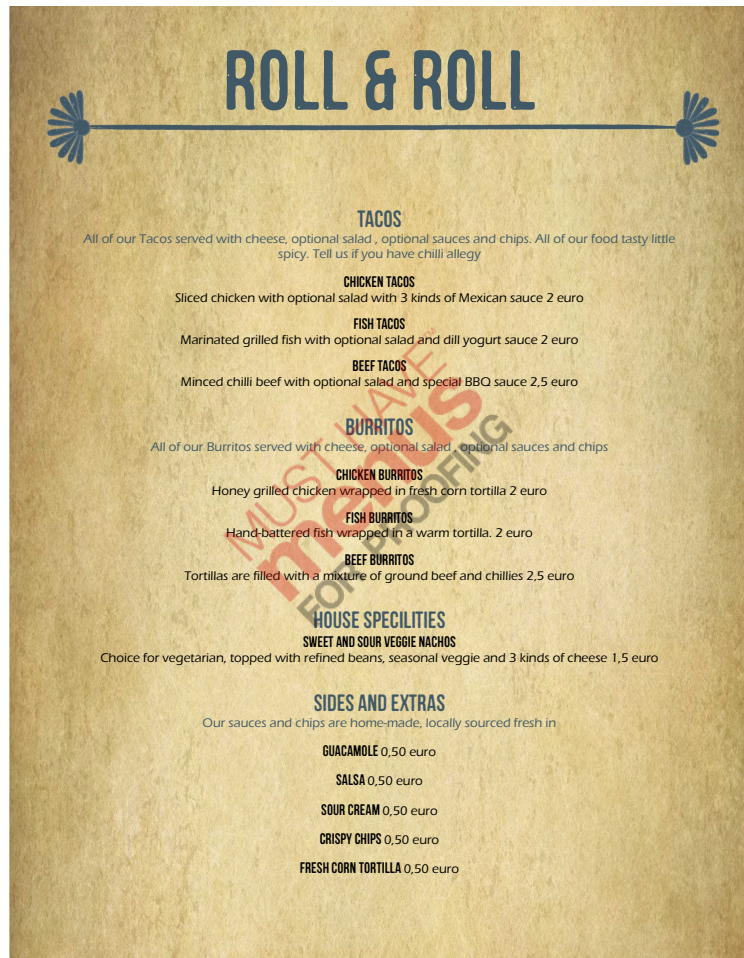 ROLL & ROLL
TACOS
All of our Tacos served with cheese, optional salad , optional sauces and chips. All of our food tasty little
spicy. Tell us if you have chilli allegy
CHICKEN TACOS
Sliced chicken with optional salad with 3 kinds of Mexican sauce 2 euro
FISH TACOS
Marinated grilled fish with optional salad and dill yogurt sauce 2 euro
BEEF TACOS
Minced chilli beef with optional salad and special BBQ sauce 2,5 euro
BURRITOS
All of our Burritos served with cheese, optional salad , optional sauces and chips
CHICKEN BURRITOS
Honey grilled chicken wrapped in fresh corn tortilla 2 euro
FISH BURRITOS
Hand-battered fish wrapped in a warm tortilla. 2 euro
BEEF BURRITOS
Tortillas are filled with a mixture of ground beef and chillies 2,5 euro
HOUSE SPECILITIES
SWEET AND SOUR VEGGIE NACHOS
Choice for vegetarian, topped with refined beans, seasonal veggie and 3 kinds of cheese 1,5 euro
SIDES AND EXTRAS
Our sauces and chips are home-made, locally sourced fresh in
GUACAMOLE 0,50 euro
SALSA 0,50 euro
SOUR CREAM 0,50 euro
CRISPY CHIPS 0,50 euro
FRESH CORN TORTILLA 0,50 euro
MUST HAVE™
menus
FOR PROOFING